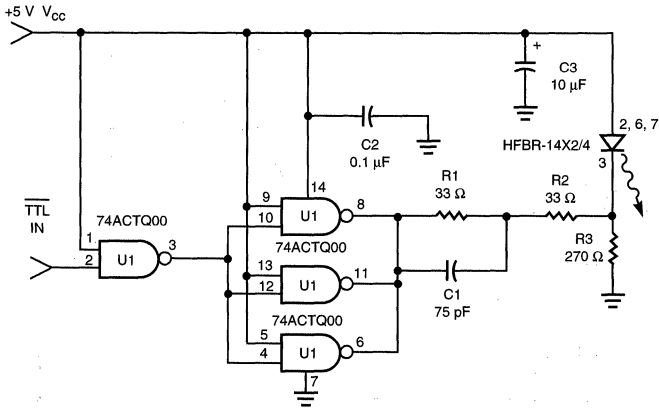 +5 V VCC
+
C3
10 µF
C2
0.1 µF
2, 6, 7
HFBR-14X2/4
3
TTL
IN
74ACTQ00
1
2
U1
3
14
9
10
U1
8
74ACTQ00
R1
33 Ω
R2
33 Ω
R3
270 Ω
13
12
U1
11
C1
75 pF
74ACTQ00
5
4
U1
6
7